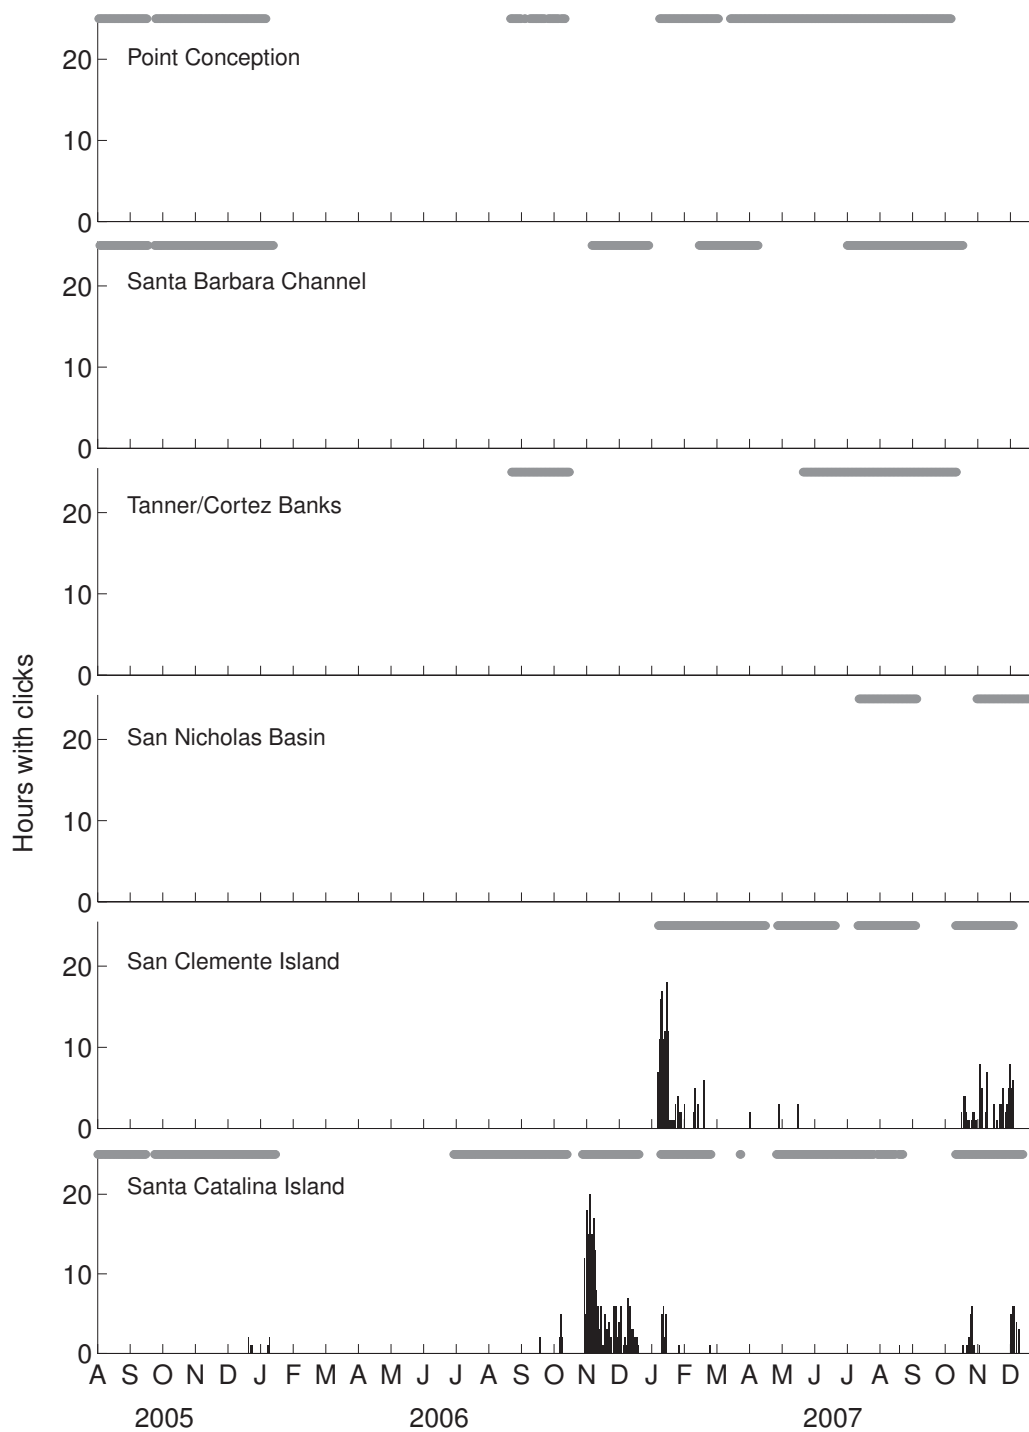 20
Point Conception
10
0
20
Santa Barbara Channel
10
0
20
Tanner/Cortez Banks
10
0
Hours with clicks
20
San Nicholas Basin
10
0
20
San Clemente Island
10
0
20
Santa Catalina Island
10
0
A S O N D J F M A M J J A S O N D J F M A M J J A S O N D
2005 2006 2007